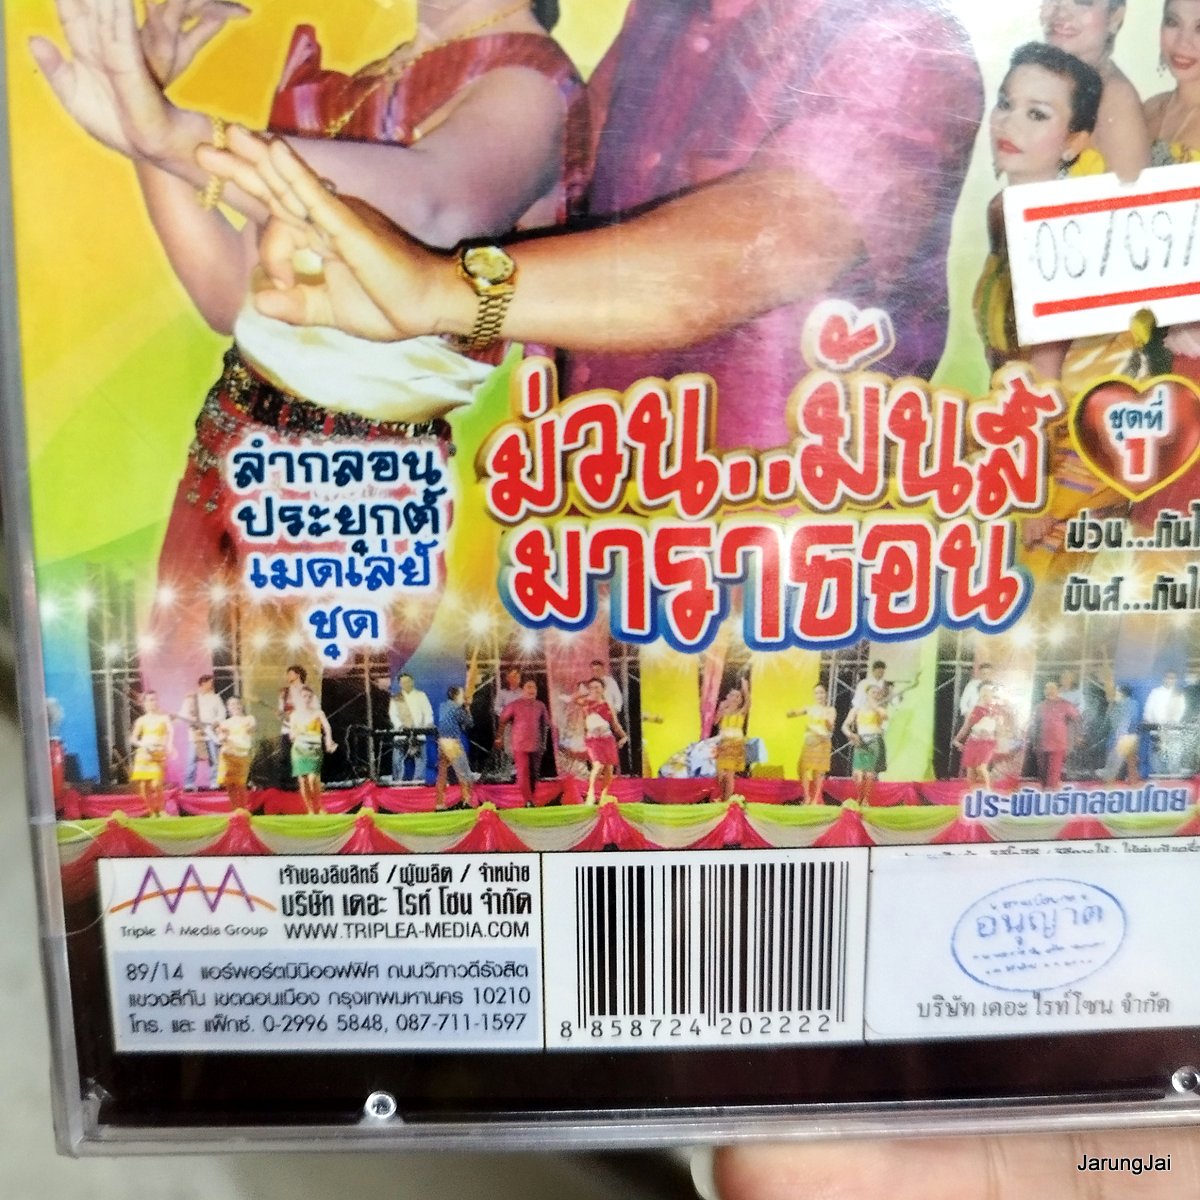 08/09/
ม่วน..มั้นส์
มาราธอน
ชุดที่
1
ลำกลอน
ประยุกต์
เมดเล่ย์
ชุด
ม่วน...กัน
มันส์...กัน
ประพันธ์กลอนโดย
Triple A Media Group
เจ้าของลิขสิทธิ์ / ผู้ผลิต / จำหน่าย
บริษัท เดอะ ไรท์ โซน จำกัด
WWW.TRIPLEA-MEDIA.COM
89/14 แอร์พอร์ตมินิออฟฟิศ ถนนวิภาวดีรังสิต
แขวงสีกัน เขตดอนเมือง กรุงเทพมหานคร 10210
โทร. และ แฟ็กซ์. 0-2996 5848, 087-711-1597
8 858724 202222
อนุญาต
บริษัท เดอะ ไรท์ โซน จำกัด
JarungJai